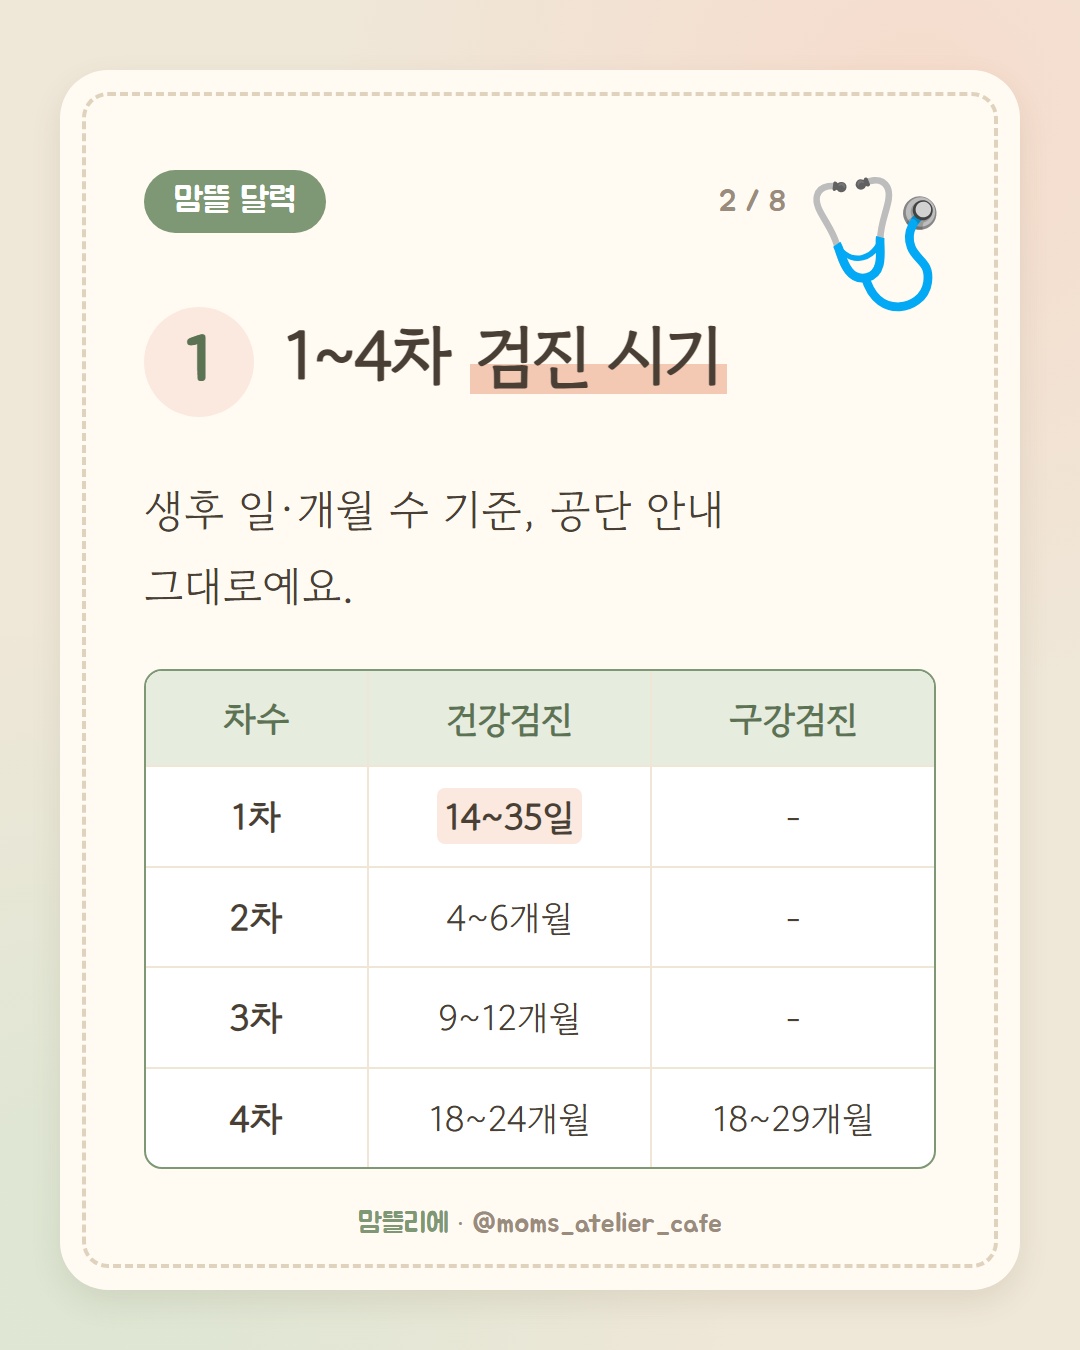 맘뜰 달력
2 / 8
1
1~4차 검진 시기
생후 일·개월 수 기준, 공단 안내
그대로예요.
차수 건강검진 구강검진
1차 14~35일 -
2차 4~6개월 -
3차 9~12개월 -
4차 18~24개월 18~29개월
맘뜰리에 · @moms_atelier_cafe